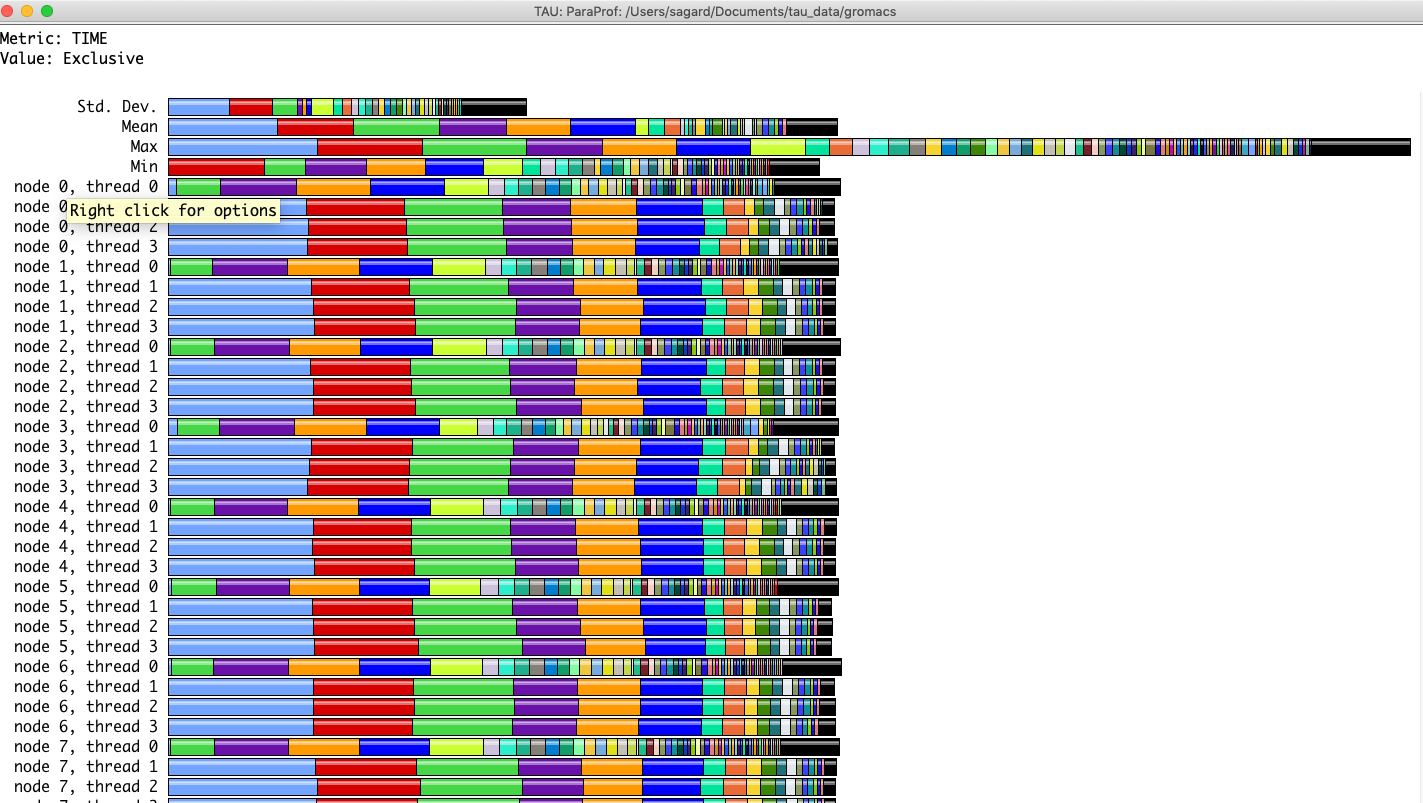 TAU: ParaProf: /Users/sagard/Documents/tau_data/gromacs
Metric: TIME
Value: Exclusive
Std. Dev.
Mean
Max
Min
node 0, thread 0
node 0
Right click for options
node 0, thread 2
node 0, thread 3
node 1, thread 0
node 1, thread 1
node 1, thread 2
node 1, thread 3
node 2, thread 0
node 2, thread 1
node 2, thread 2
node 2, thread 3
node 3, thread 0
node 3, thread 1
node 3, thread 2
node 3, thread 3
node 4, thread 0
node 4, thread 1
node 4, thread 2
node 4, thread 3
node 5, thread 0
node 5, thread 1
node 5, thread 2
node 5, thread 3
node 6, thread 0
node 6, thread 1
node 6, thread 2
node 6, thread 3
node 7, thread 0
node 7, thread 1
node 7, thread 2